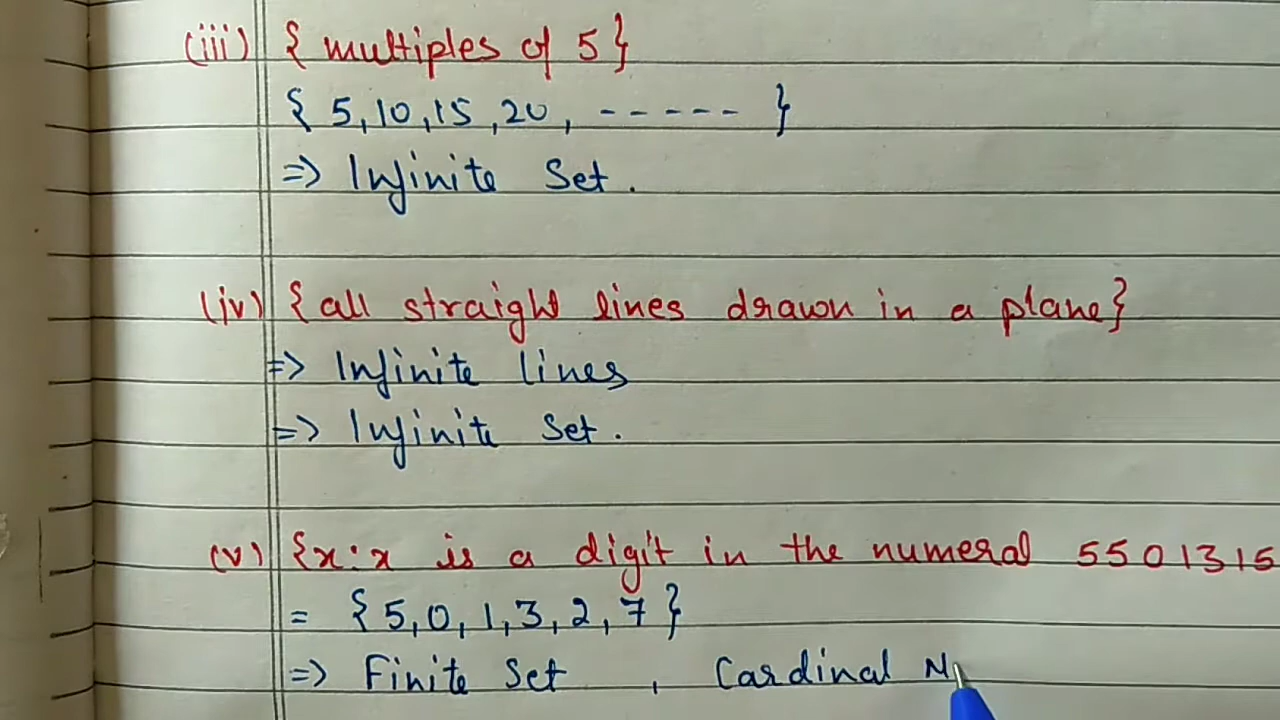 (iii) { multiples of 5 }
{ 5, 10, 15, 20, ----- }
=> Infinite Set .
(iv) { all straight lines drawn in a plane }
=> Infinite lines
=> Infinite Set .
(v) { x : x is a digit in the numeral 5501315
= { 5, 0, 1, 3, 2, 7 }
=> Finite Set , Cardinal N